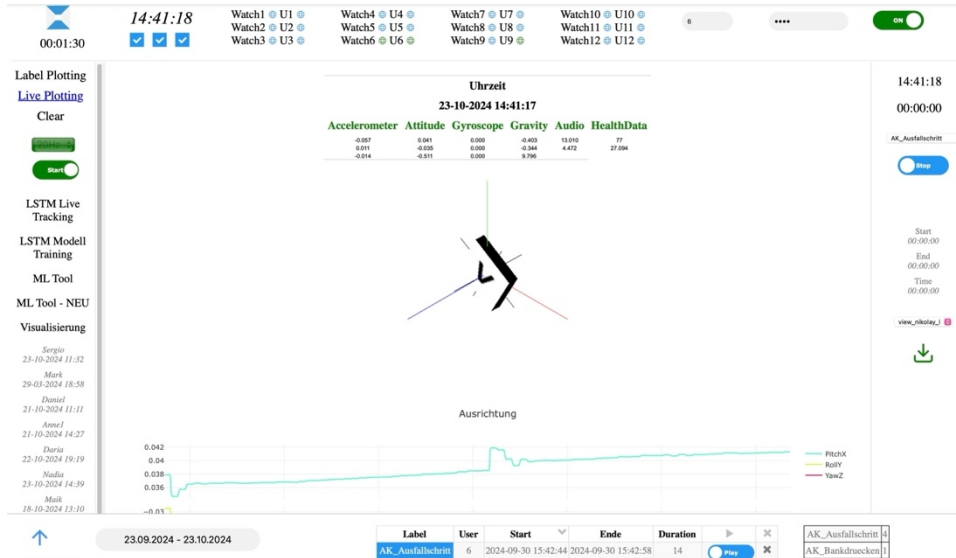 14:41:18
00:01:30
Watch1 U1
Watch2 U2
Watch3 U3
Watch4 U4
Watch5 U5
Watch6 U6
Watch7 U7
Watch8 U8
Watch9 U9
Watch10 U10
Watch11 U11
Watch12 U12
6
••••
ON
Label Plotting
Live Plotting
Clear
20Hz
Start
LSTM Live
Tracking
LSTM Modell
Training
ML Tool
ML Tool - NEU
Visualisierung
Sergio
23-10-2024 11:32
Mark
29-03-2024 18:58
Daniel
21-10-2024 11:11
Anne1
21-10-2024 14:27
Daria
22-10-2024 19:19
Nadia
23-10-2024 14:39
Maik
18-10-2024 13:10
Uhrzeit
23-10-2024 14:41:17
Accelerometer Attitude Gyroscope Gravity Audio HealthData
-0.057 0.041 0.000 -0.403 13.010 77
0.011 -0.035 0.000 -0.344 4.472 27.094
-0.014 -0.511 0.000 9.796
Ausrichtung
0.042
0.04
0.038
0.036
-0.03
PitchX
RollY
YawZ
14:41:18
00:00:00
AK_Ausfallschritt
Stop
Start
00:00:00
End
00:00:00
Time
00:00:00
view_nikolay_i
23.09.2024 - 23.10.2024
Label User Start Ende Duration
AK_Ausfallschritt 6 2024-09-30 15:42:44 2024-09-30 15:42:58 14 Play
AK_Ausfallschritt 4
AK_Bankdruecken 1